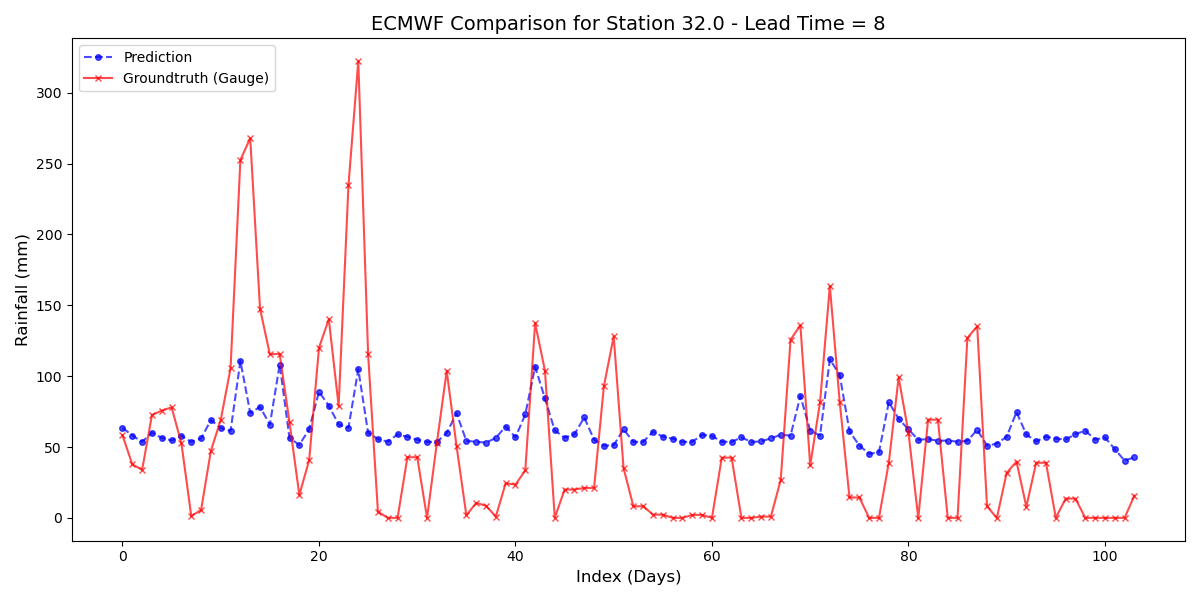 ECMWF Comparison for Station 32.0 - Lead Time = 8
Prediction
Groundtruth (Gauge)
Rainfall (mm)
300
250
200
150
100
50
0
0 20 40 60 80 100
Index (Days)